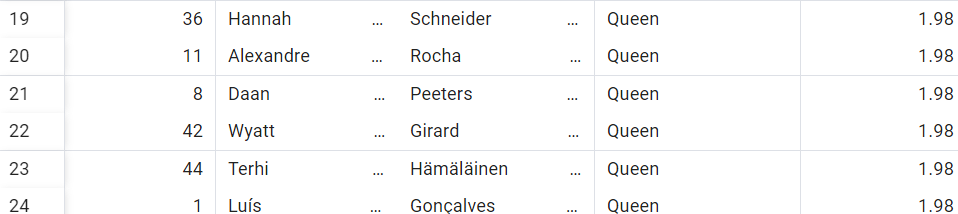 19 36 Hannah ... Schneider ... Queen 1.98
20 11 Alexandre ... Rocha ... Queen 1.98
21 8 Daan ... Peeters ... Queen 1.98
22 42 Wyatt ... Girard ... Queen 1.98
23 44 Terhi ... Hämäläinen ... Queen 1.98
24 1 Luís ... Gonçalves ... Queen 1.98